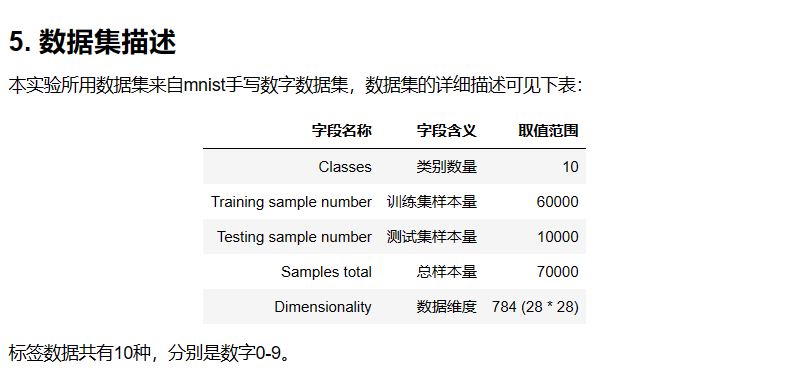 5. 数据集描述
本实验所用数据集来自mnist手写数字数据集，数据集的详细描述可见下表：
字段名称 字段含义 取值范围
Classes 类别数量 10
Training sample number 训练集样本量 60000
Testing sample number 测试集样本量 10000
Samples total 总样本量 70000
Dimensionality 数据维度 784 (28 * 28)
标签数据共有10种，分别是数字0-9。